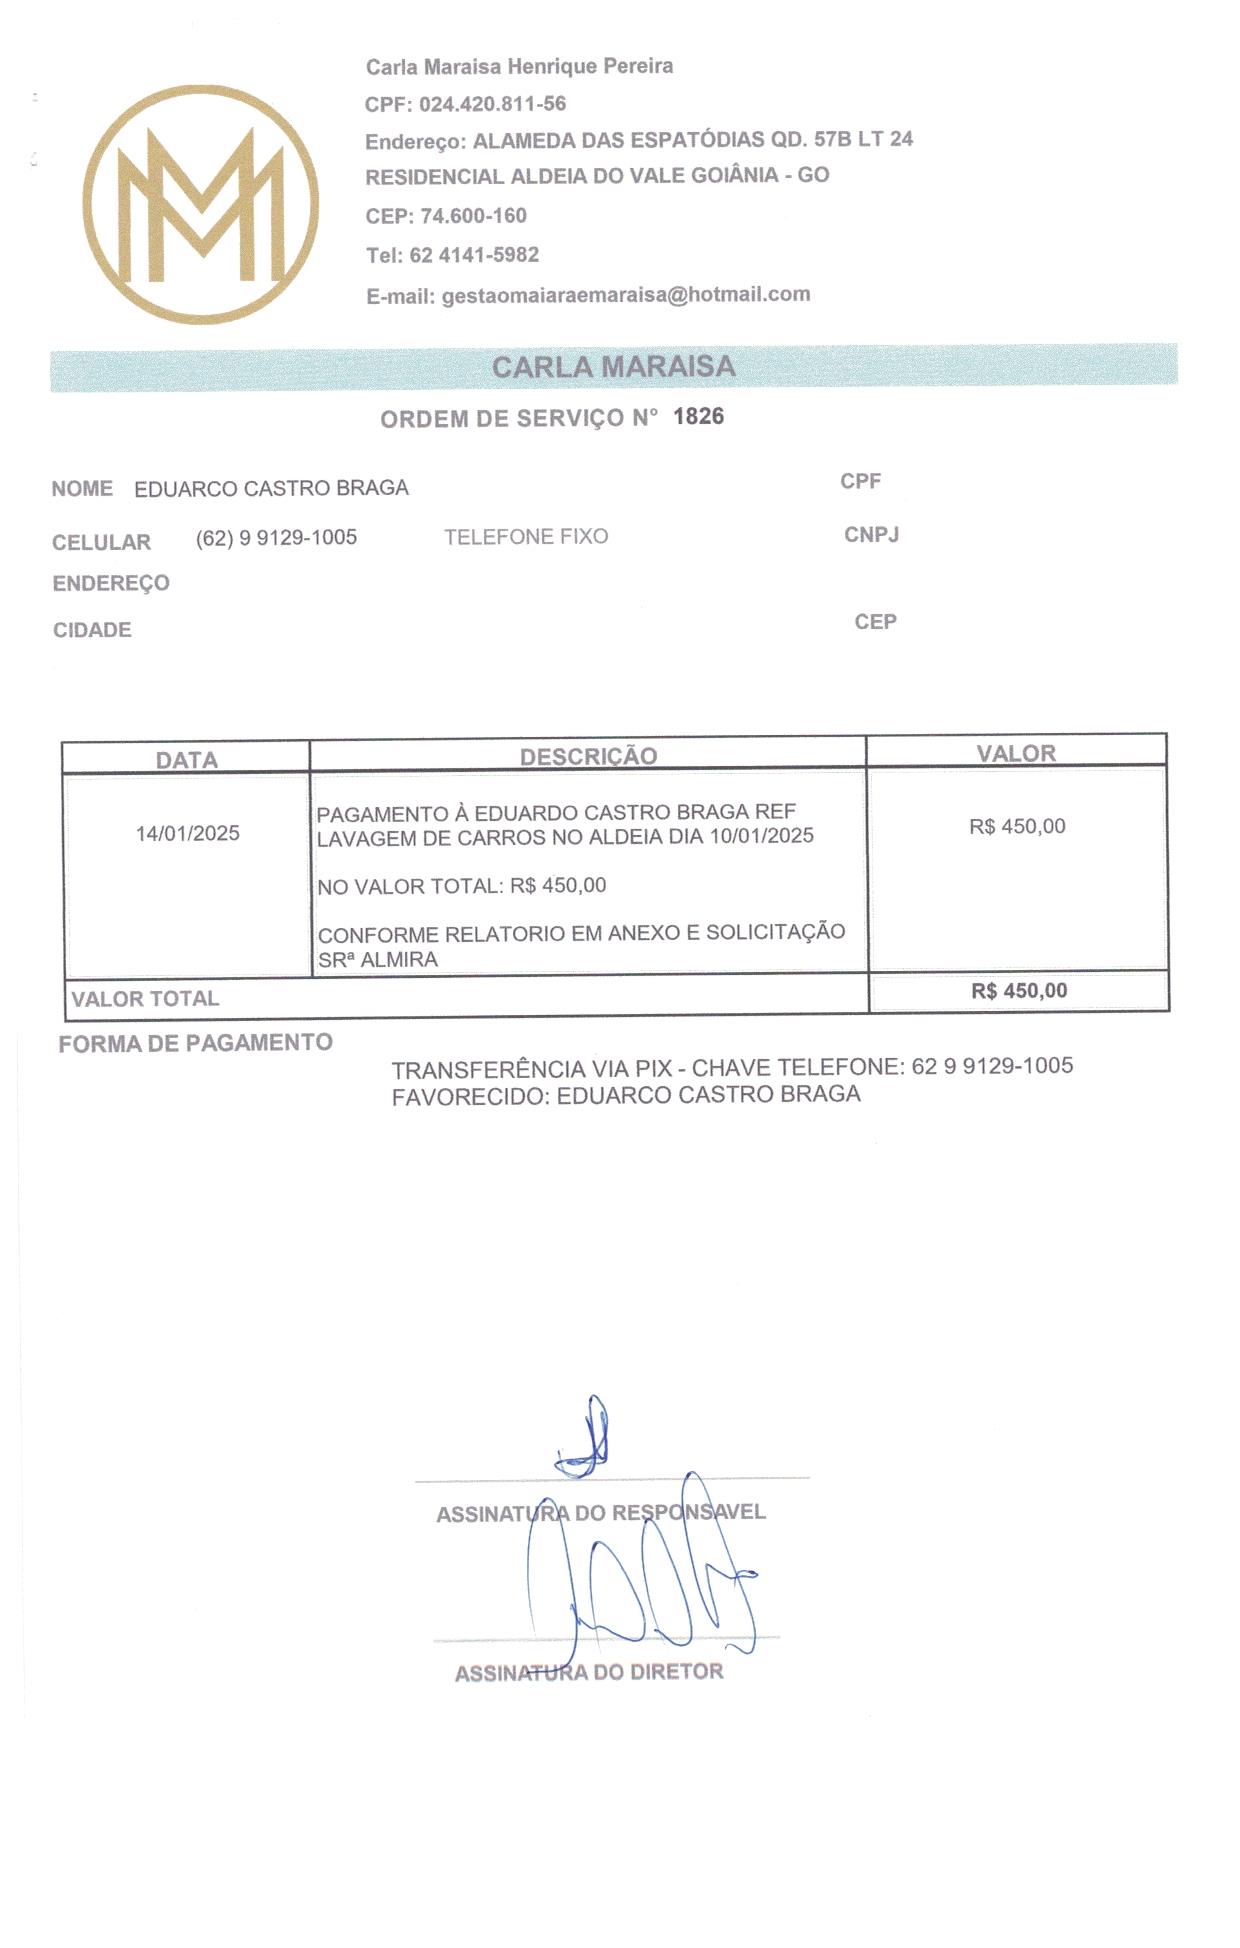 Carla Maraisa Henrique Pereira
CPF: 024.420.811-56
Endereço: ALAMEDA DAS ESPATÓDIAS QD. 57B LT 24
RESIDENCIAL ALDEIA DO VALE GOIÂNIA - GO
CEP: 74.600-160
Tel: 62 4141-5982
E-mail: gestaomaiaraemaraisa@hotmail.com
CARLA MARAISA
ORDEM DE SERVIÇO N° 1826
NOME EDUARCO CASTRO BRAGA CPF
CELULAR (62) 9 9129-1005 TELEFONE FIXO CNPJ
ENDEREÇO
CIDADE CEP
DATA DESCRIÇÃO VALOR
PAGAMENTO À EDUARDO CASTRO BRAGA REF
14/01/2025 LAVAGEM DE CARROS NO ALDEIA DIA 10/01/2025 R$ 450,00
NO VALOR TOTAL: R$ 450,00
CONFORME RELATORIO EM ANEXO E SOLICITAÇÃO
SRª ALMIRA
VALOR TOTAL R$ 450,00
FORMA DE PAGAMENTO
TRANSFERÊNCIA VIA PIX - CHAVE TELEFONE: 62 9 9129-1005
FAVORECIDO: EDUARCO CASTRO BRAGA
ASSINATURA DO RESPONSAVEL
ASSINATURA DO DIRETOR